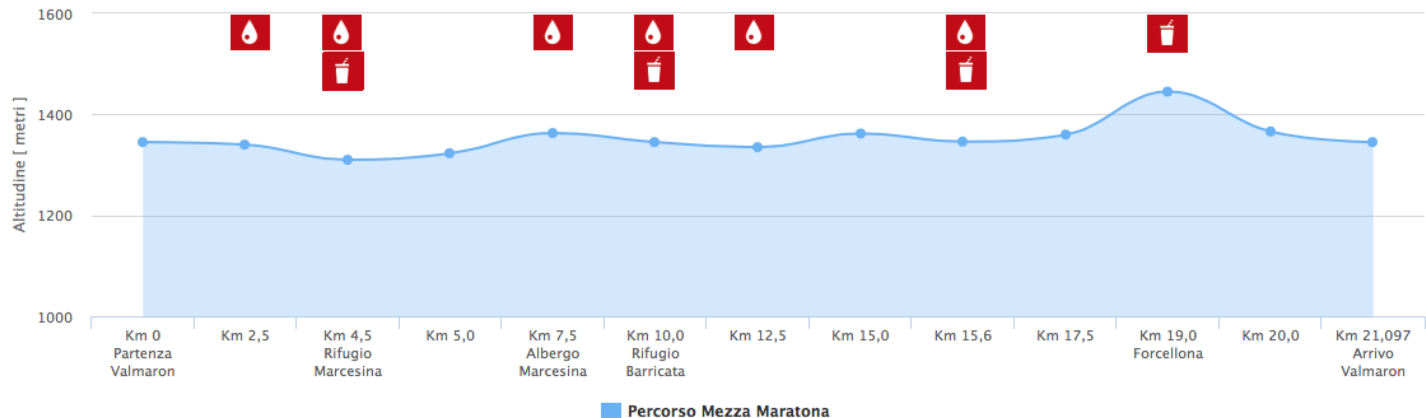 1600
1400
1200
1000
Altitudine [ metri ]
Km 0
Partenza
Valmaron
Km 2,5
Km 4,5
Rifugio
Marcesina
Km 5,0
Km 7,5
Albergo
Marcesina
Km 10,0
Rifugio
Barricata
Km 12,5
Km 15,0
Km 15,6
Km 17,5
Km 19,0
Forcellona
Km 20,0
Km 21,097
Arrivo
Valmaron
Percorso Mezza Maratona